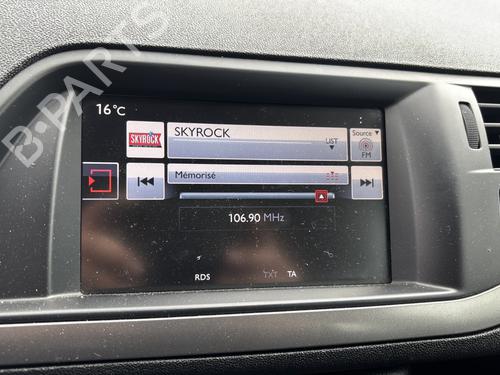 16°C
SKYROCK
SKYROCK
LIST
Source
FM
Mémorisé
106.90 MHz
RDS
TXT
TA
B-PARTS